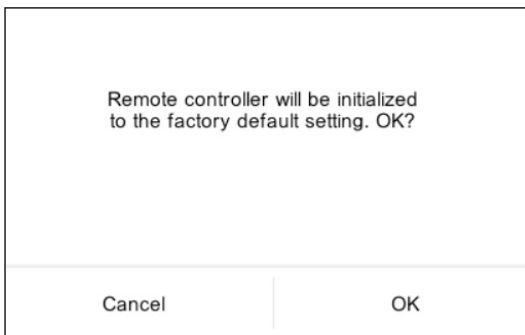 Remote controller will be initialized
to the factory default setting. OK?
Cancel
OK